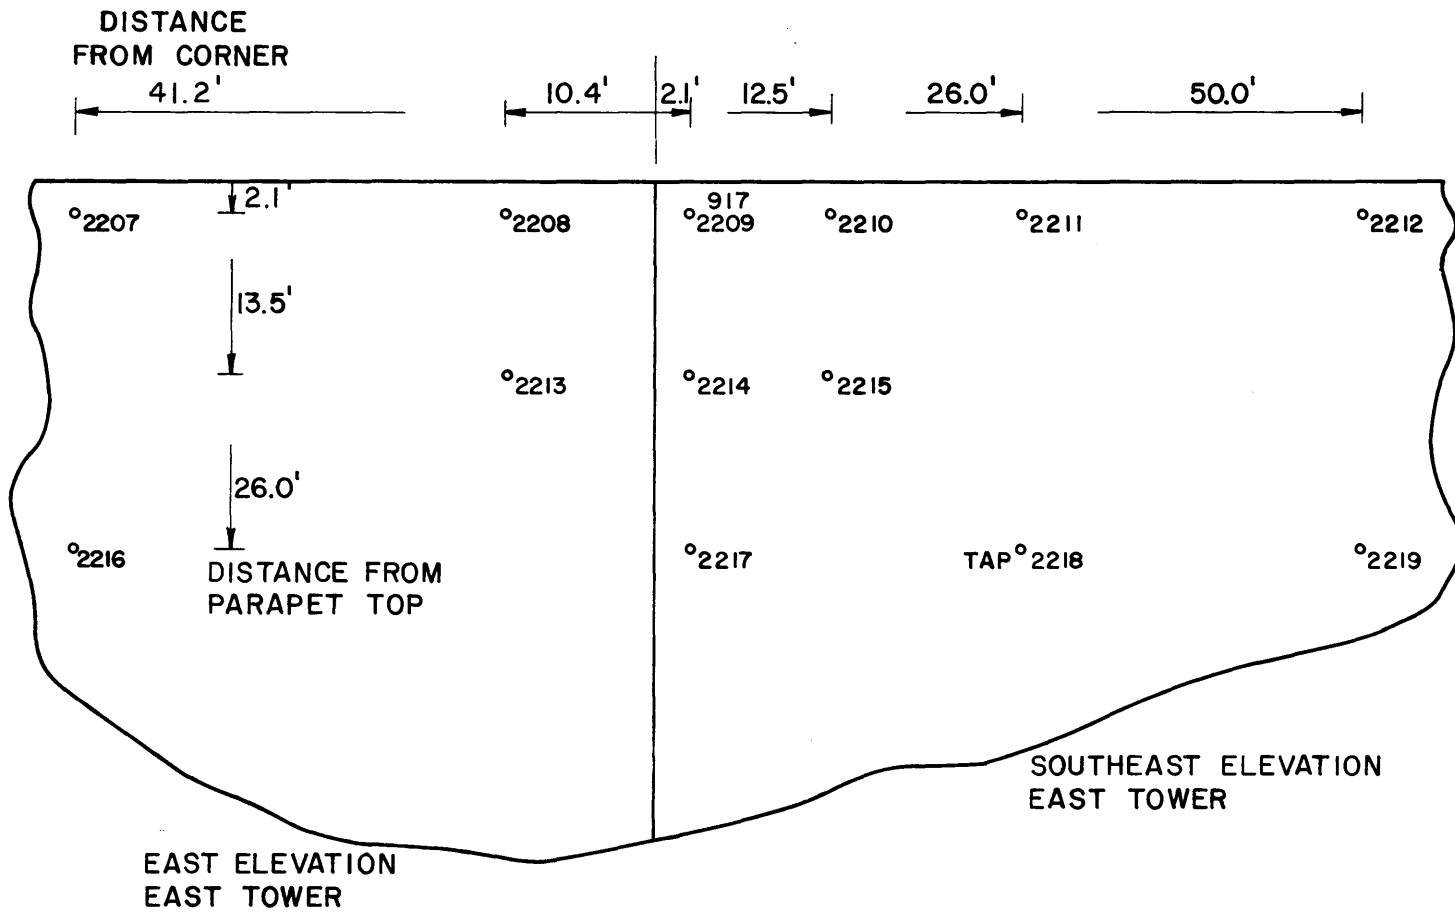 DISTANCE
FROM CORNER
41.2' 10.4' 2.1' 12.5' 26.0' 50.0'
2.1' 917
2207 2208 2209 2210 2211 2212
13.5'
2213 2214 2215
26.0'
2216 2217 TAP 2218 2219
DISTANCE FROM
PARAPET TOP
SOUTHEAST ELEVATION
EAST TOWER
EAST ELEVATION
EAST TOWER